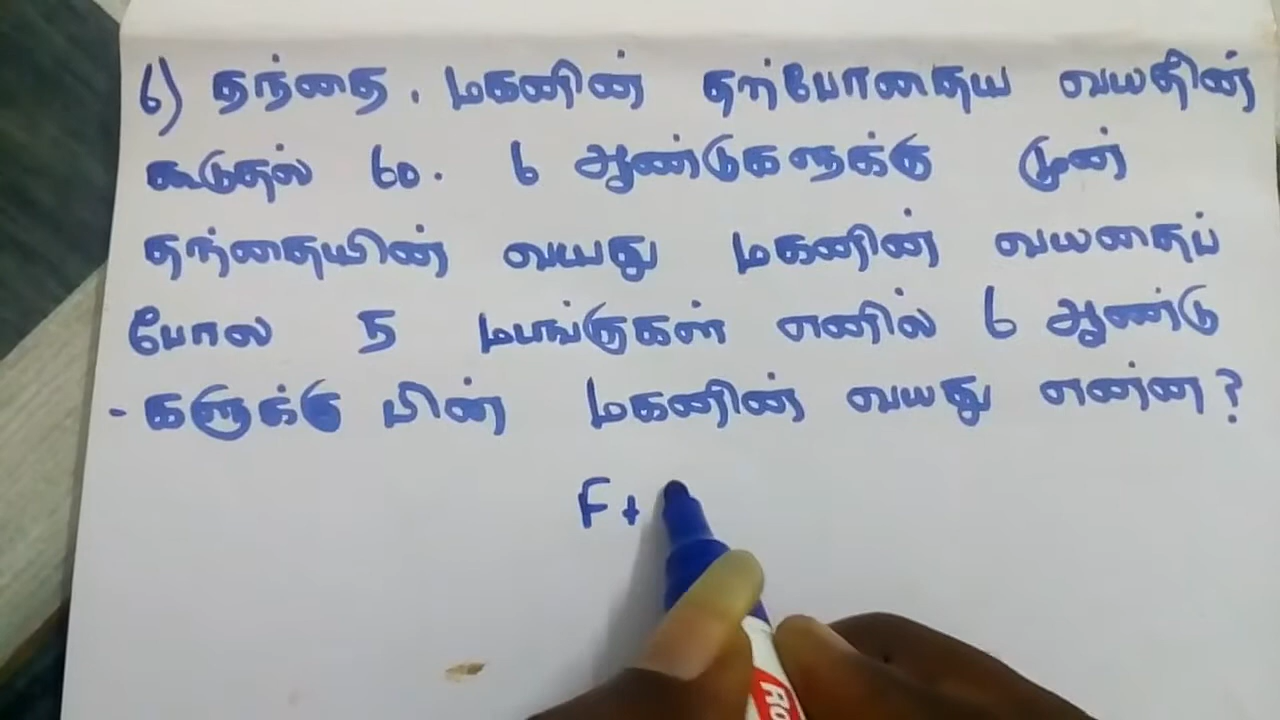 6) தந்தை. மகனின் தற்போதைய வயதின்
கூடுதல் 60. 6 ஆண்டுகளுக்கு முன்
தந்தையின் வயது மகனின் வயதைப்
போல 5 மடங்குகள் எனில் 6 ஆண்டு
-களுக்கு பின் மகனின் வயது என்ன?
F+